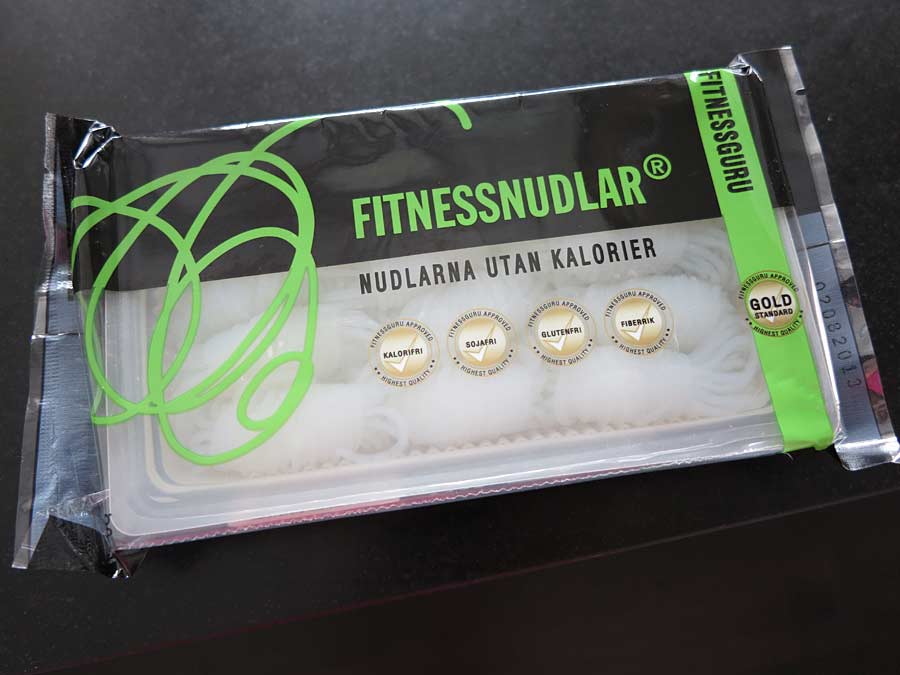 FITNESSNUDLAR®
NUDLARNA UTAN KALORIER
FITNESSGURU
FITNESSGURU APPROVED
KALORIFRI
HIGHEST QUALITY
FITNESSGURU APPROVED
SOJAFRI
HIGHEST QUALITY
FITNESSGURU APPROVED
GLUTENFRI
HIGHEST QUALITY
FITNESSGURU APPROVED
FIBERRIK
HIGHEST QUALITY
FITNESSGURU APPROVED
GOLD
STANDARD
HIGHEST QUALITY
02082013